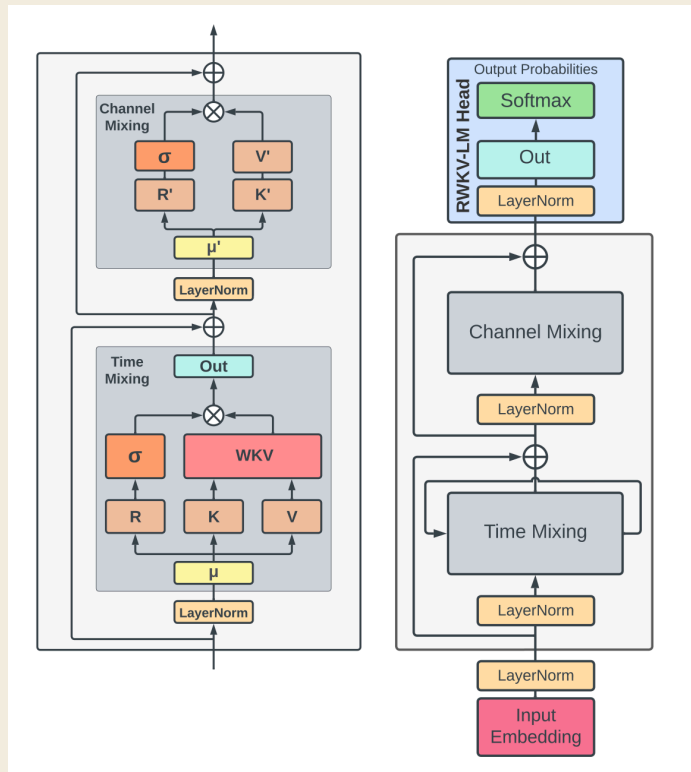 Channel
Mixing
σ
V'
R'
K'
μ'
LayerNorm
Time
Mixing
Out
σ
WKV
R
K
V
μ
LayerNorm
RWKV-LM Head
Output Probabilities
Softmax
Out
LayerNorm
Channel Mixing
LayerNorm
Time Mixing
LayerNorm
LayerNorm
Input
Embedding